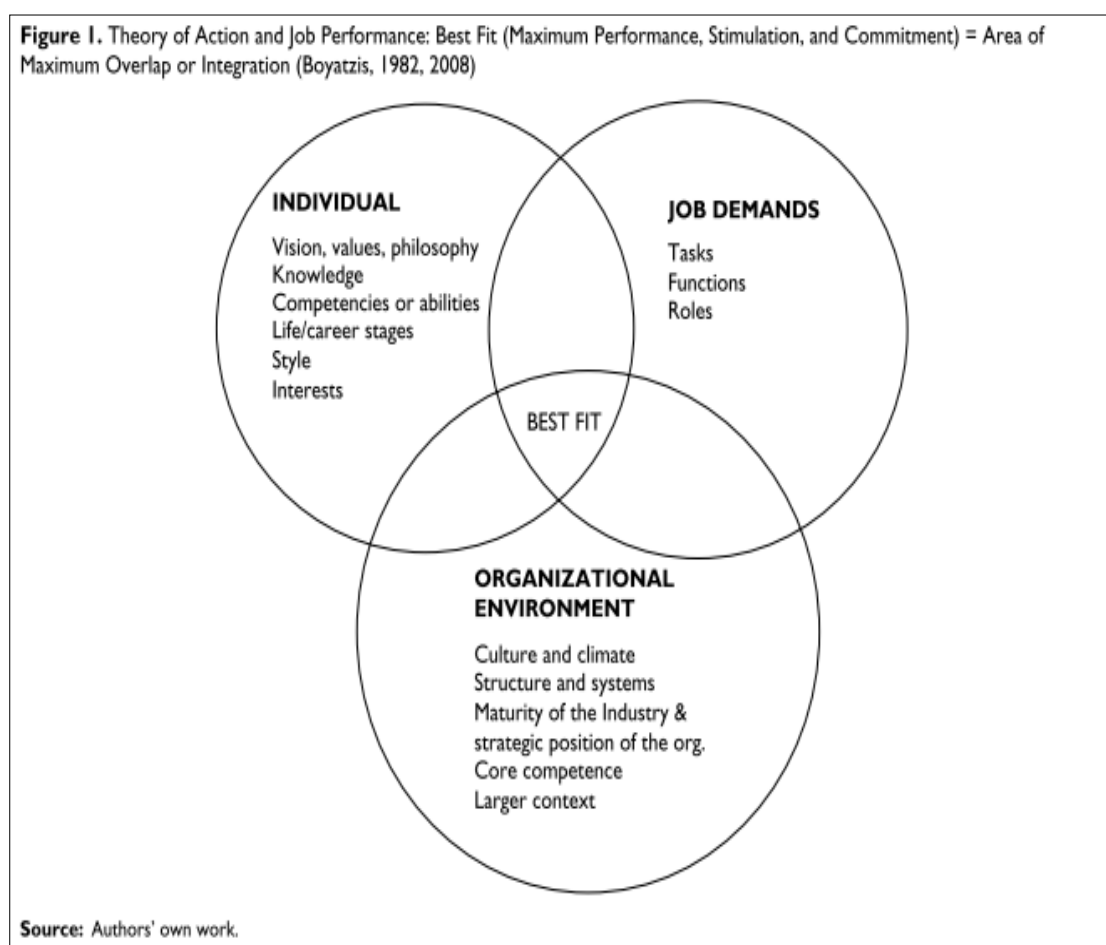 Figure 1. Theory of Action and Job Performance: Best Fit (Maximum Performance, Stimulation, and Commitment) = Area of
Maximum Overlap or Integration (Boyatzis, 1982, 2008)
INDIVIDUAL
Vision, values, philosophy
Knowledge
Competencies or abilities
Life/career stages
Style
Interests
JOB DEMANDS
Tasks
Functions
Roles
BEST FIT
ORGANIZATIONAL
ENVIRONMENT
Culture and climate
Structure and systems
Maturity of the Industry &
strategic position of the org.
Core competence
Larger context
Source: Authors' own work.